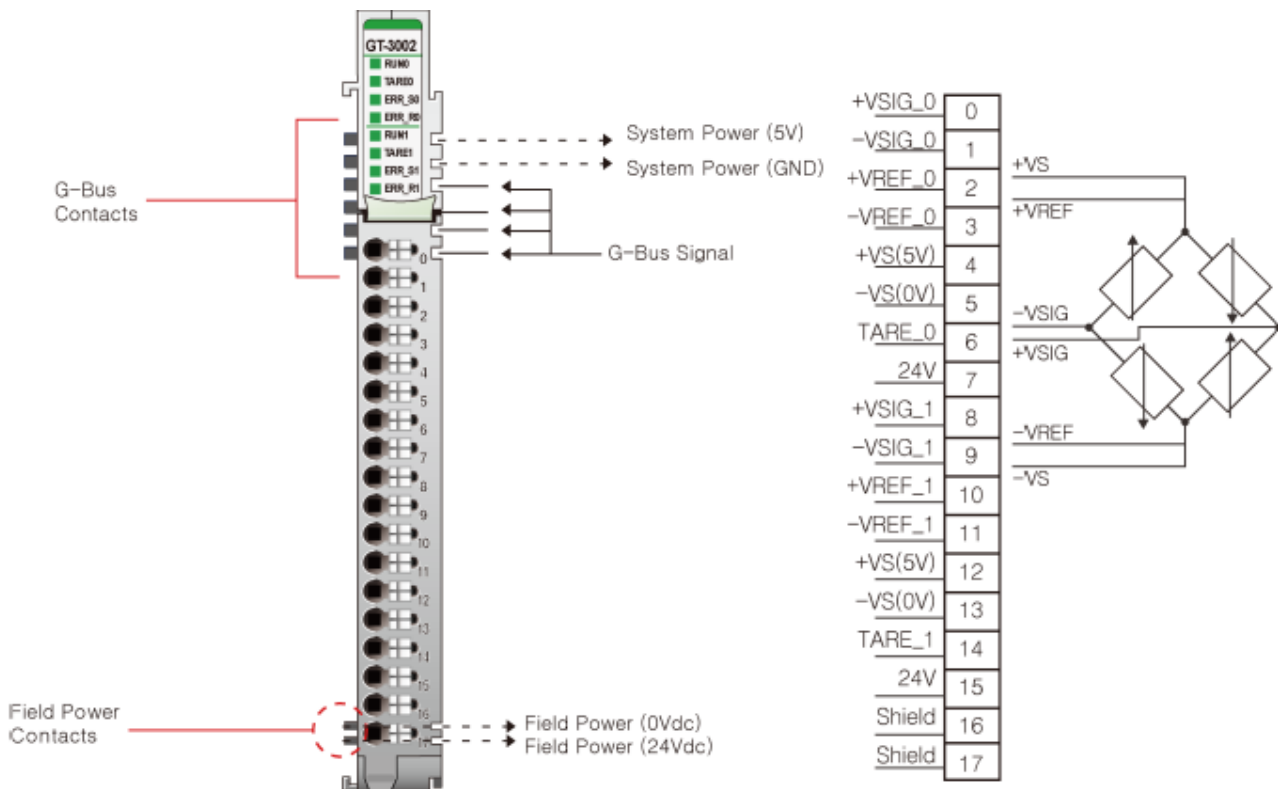 GT-3002
RUN0
TARE0
ERR_S0
ERR_R0
RUN1
TARE1
ERR_S1
ERR_R1
G-Bus
Contacts
System Power (5V)
System Power (GND)
G-Bus Signal
0
1
2
3
4
5
6
7
8
9
10
11
12
13
14
15
16
17
Field Power
Contacts
Field Power (0Vdc)
Field Power (24Vdc)
+VSIG_0 0
-VSIG_0 1
+VREF_0 2
-VREF_0 3
+VS(5V) 4
-VS(0V) 5
TARE_0 6
24V 7
+VSIG_1 8
-VSIG_1 9
+VREF_1 10
-VREF_1 11
+VS(5V) 12
-VS(0V) 13
TARE_1 14
24V 15
Shield 16
Shield 17
+VS
+VREF
-VSIG
+VSIG
-VREF
-VS